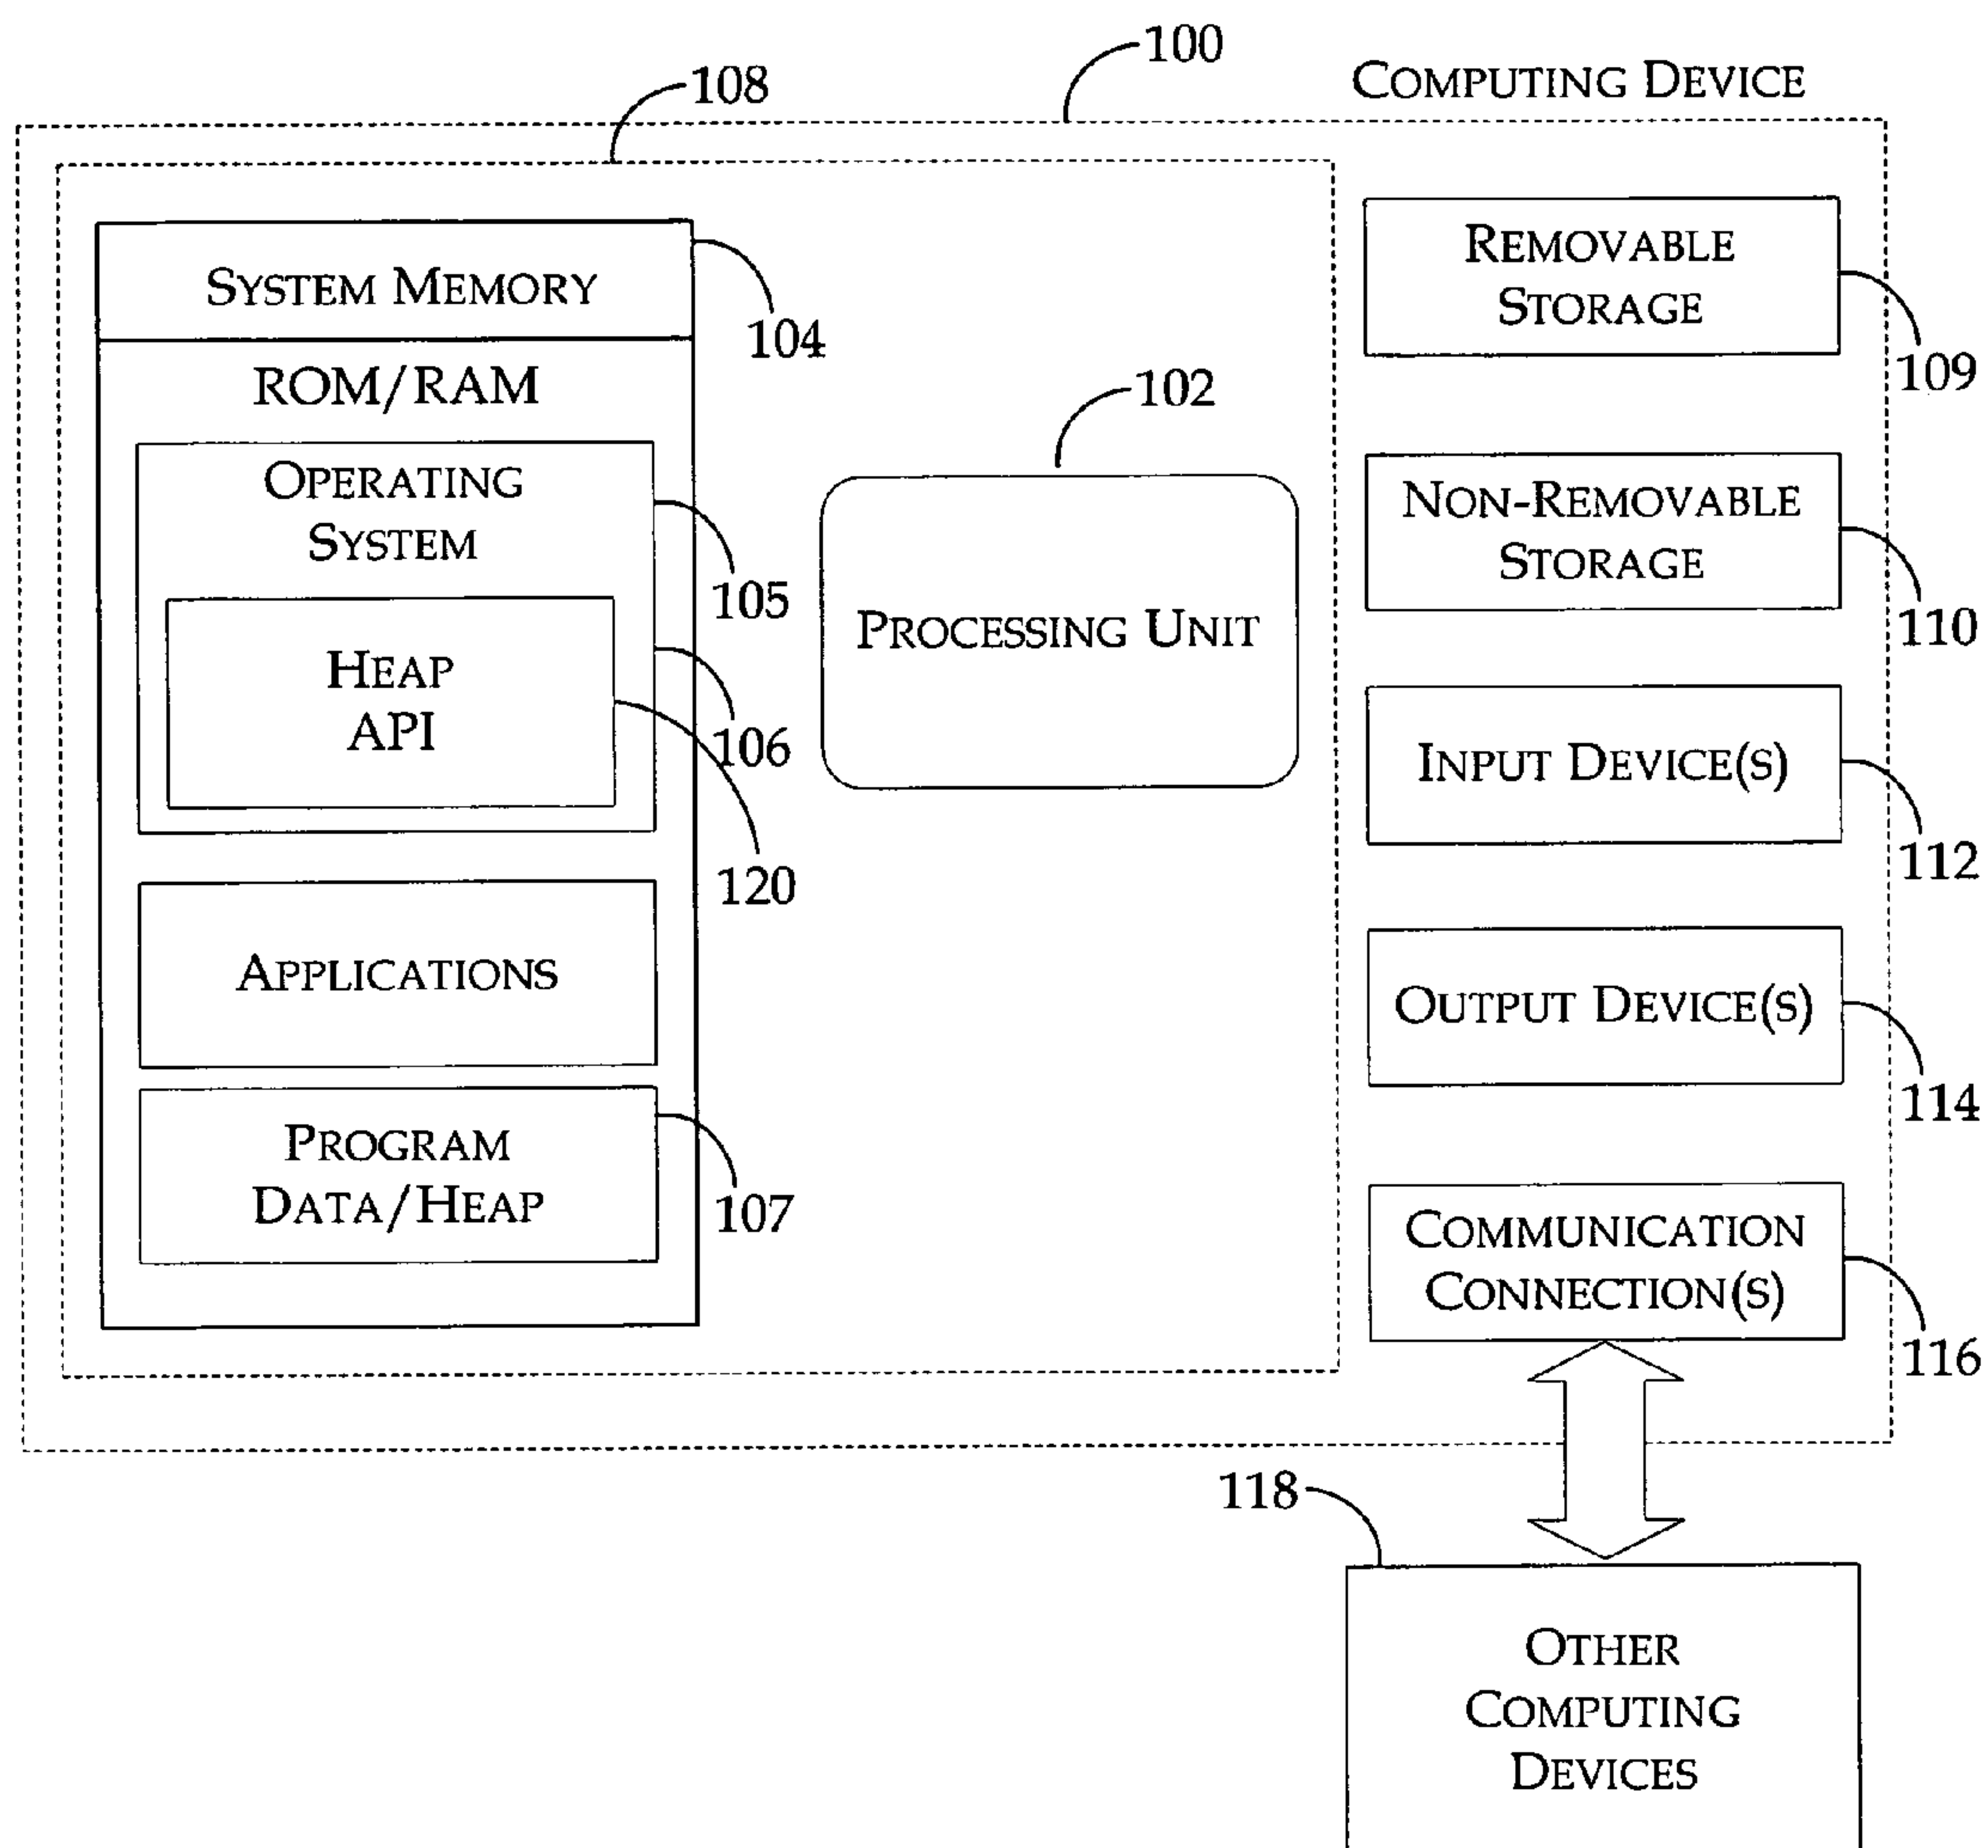 100
COMPUTING DEVICE
108
SYSTEM MEMORY
104
ROM/RAM
OPERATING
SYSTEM
105
HEAP
API
106
120
APPLICATIONS
PROGRAM
DATA/HEAP
107
102
PROCESSING UNIT
REMOVABLE
STORAGE
109
NON-REMOVABLE
STORAGE
110
INPUT DEVICE(S)
112
OUTPUT DEVICE(S)
114
COMMUNICATION
CONNECTION(S)
116
118
OTHER
COMPUTING
DEVICES